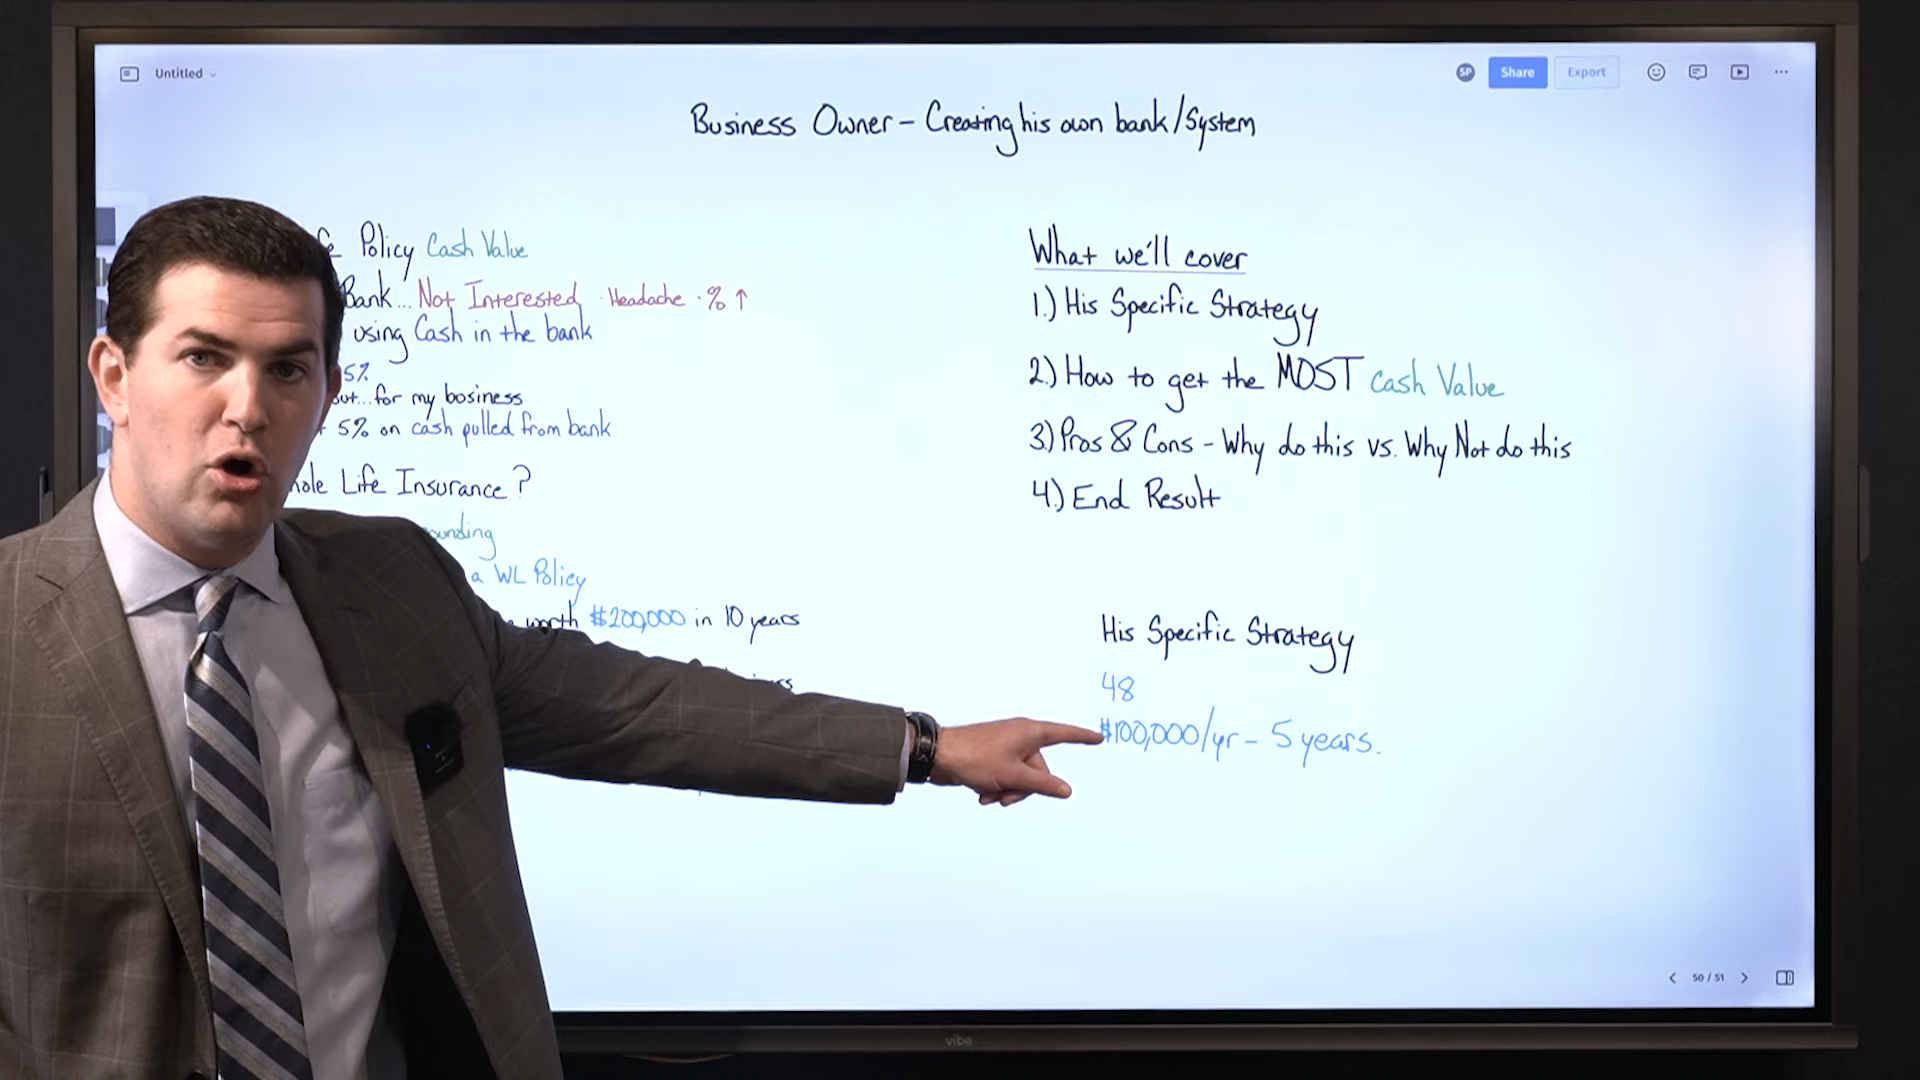 Untitled
SP
Share
Export
Business Owner - Creating his own bank/System
Policy Cash Value
Bank... Not Interested · Headache · % ↑
using Cash in the bank
5%
but... for my business
5% on cash pulled from bank
Life Insurance?
a WL Policy
worth $200,000 in 10 years
What we'll cover
1.) His Specific Strategy
2.) How to get the MOST Cash Value
3.) Pros & Cons - Why do this vs. Why Not do this
4.) End Result
His Specific Strategy
48
$100,000/yr - 5 years.
50 / 51
vibe